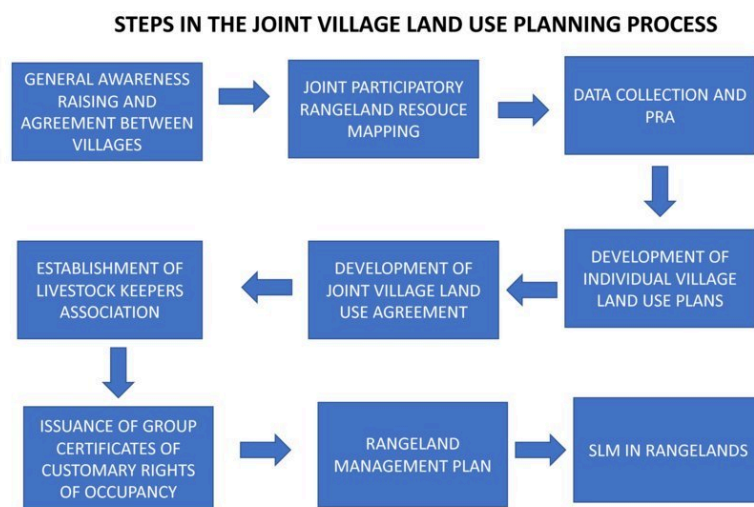 STEPS IN THE JOINT VILLAGE LAND USE PLANNING PROCESS
GENERAL AWARENESS
RAISING AND
AGREEMENT BETWEEN
VILLAGES
JOINT PARTICIPATORY
RANGELAND RESOUCE
MAPPING
DATA COLLECTION AND
PRA
DEVELOPMENT OF
INDIVIDUAL VILLAGE
LAND USE PLANS
DEVELOPMENT OF
JOINT VILLAGE LAND
USE AGREEMENT
ESTABLISHMENT OF
LIVESTOCK KEEPERS
ASSOCIATION
ISSUANCE OF GROUP
CERTIFICATES OF
CUSTOMARY RIGHTS
OF OCCUPANCY
RANGELAND
MANAGEMENT PLAN
SLM IN RANGELANDS